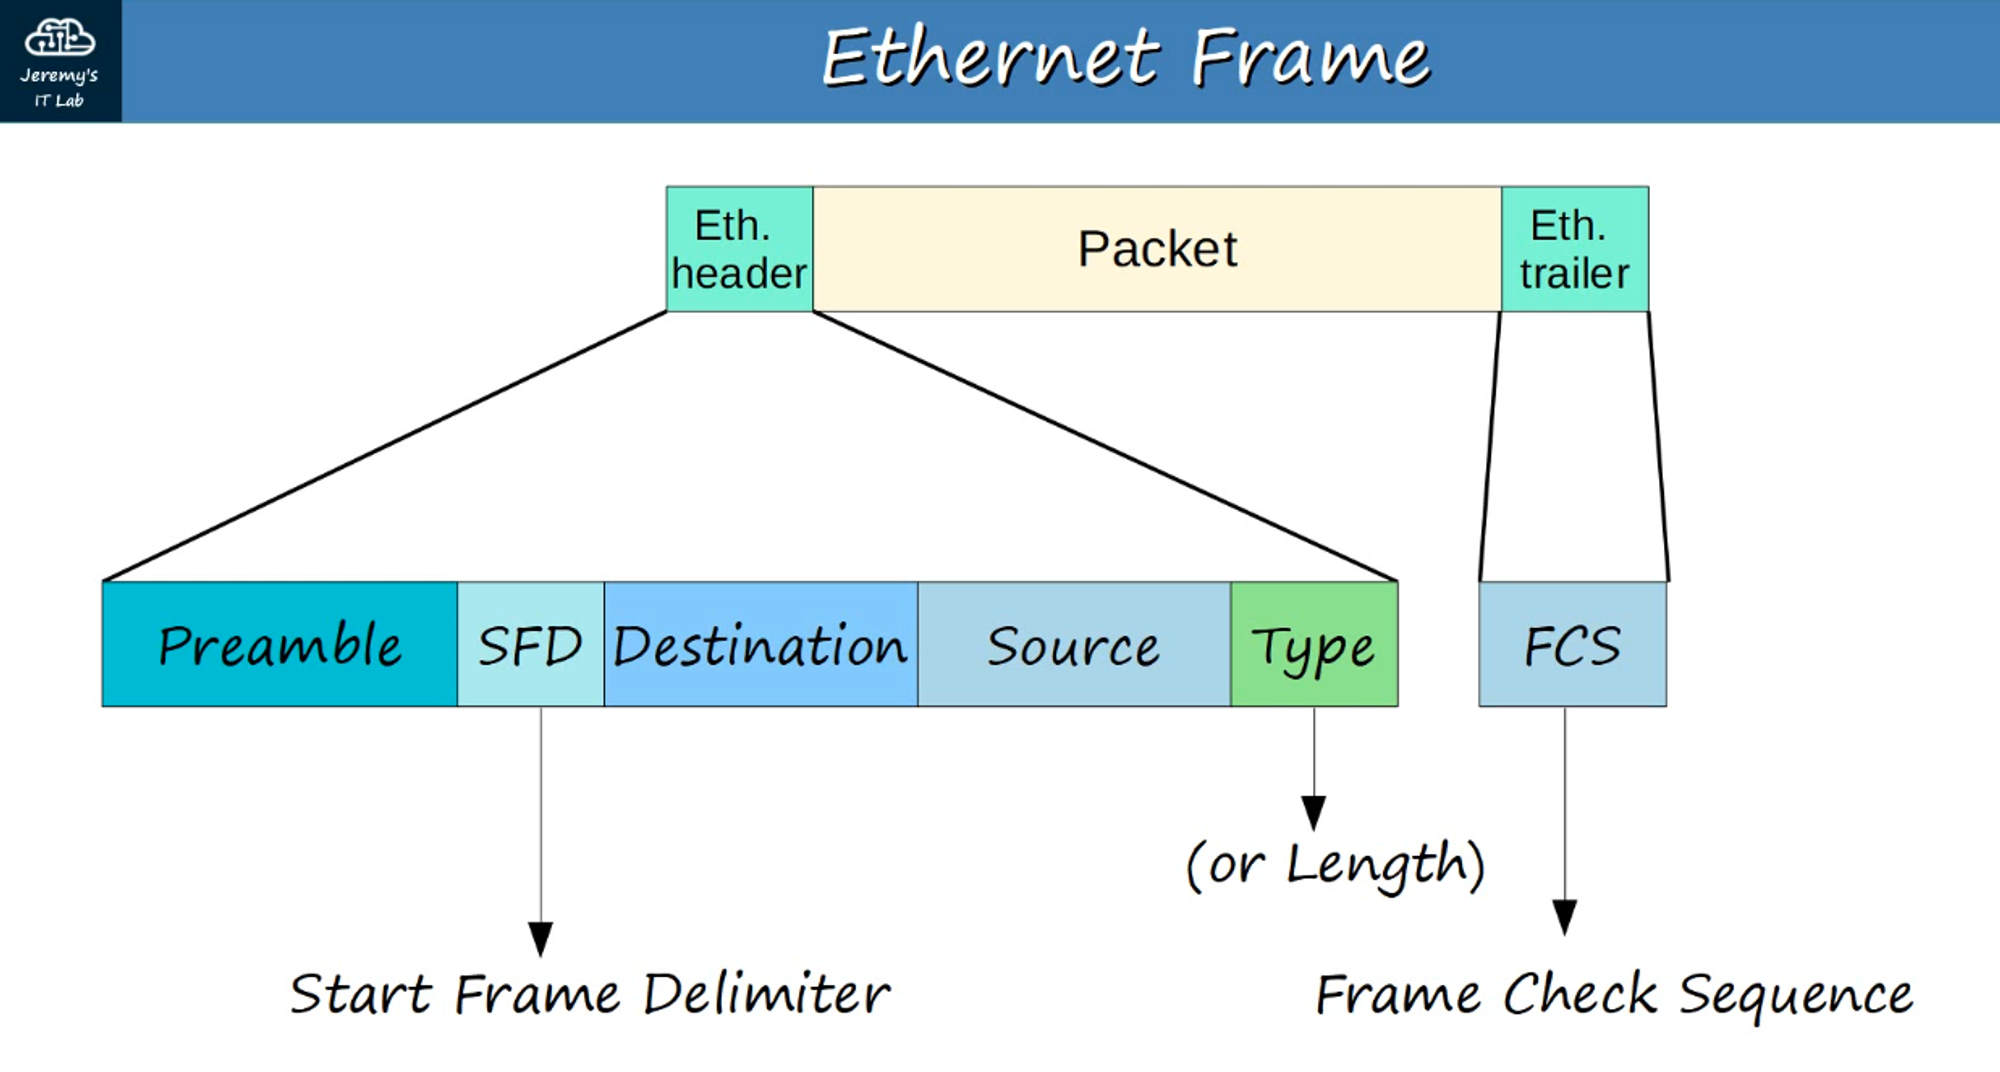 Jeremy's
IT Lab
Ethernet Frame
Eth.
header
Packet
Eth.
trailer
Preamble
SFD
Destination
Source
Type
FCS
(or Length)
Start Frame Delimiter
Frame Check Sequence